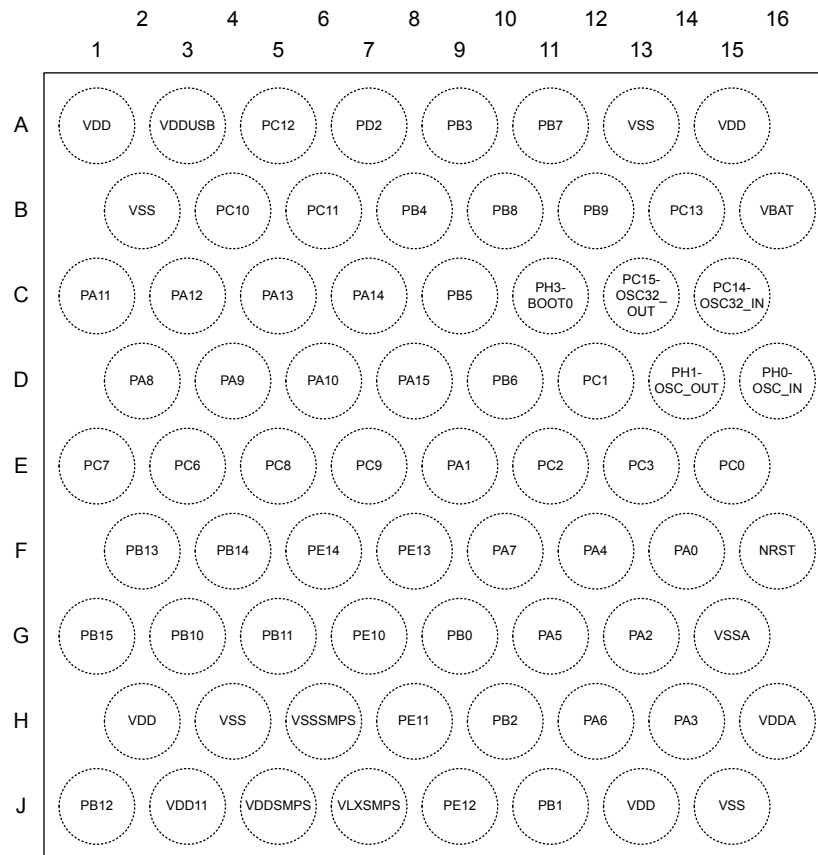 2 4 6 8 10 12 14 16
1 3 5 7 9 11 13 15
A VDD VDDUSB PC12 PD2 PB3 PB7 VSS VDD
B VSS PC10 PC11 PB4 PB8 PB9 PC13 VBAT
C PA11 PA12 PA13 PA14 PB5 PH3-
BOOT0 PC15-
OSC32_
OUT PC14-
OSC32_IN
D PA8 PA9 PA10 PA15 PB6 PC1 PH1-
OSC_OUT PH0-
OSC_IN
E PC7 PC6 PC8 PC9 PA1 PC2 PC3 PC0
F PB13 PB14 PE14 PE13 PA7 PA4 PA0 NRST
G PB15 PB10 PB11 PE10 PB0 PA5 PA2 VSSA
H VDD VSS VSSSMPS PE11 PB2 PA6 PA3 VDDA
J PB12 VDD11 VDDSMPS VLXSMPS PE12 PB1 VDD VSS